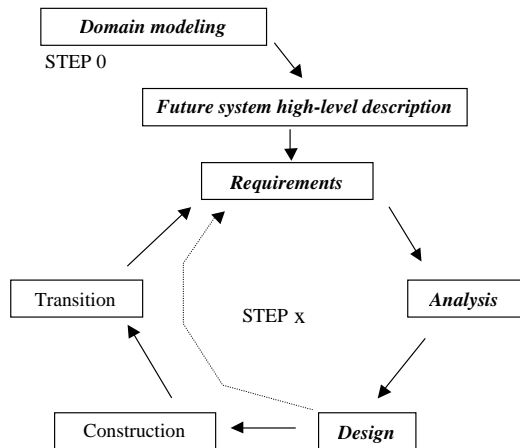 Domain modeling
STEP 0
Future system high-level description
Requirements
Transition
Analysis
STEP x
Construction
Design